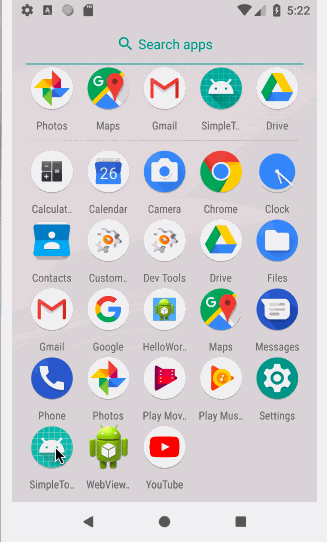 5:22
Search apps
Photos Maps Gmail SimpleT.. Drive
Calculat.. Calendar Camera Chrome Clock
26
Contacts Custom.. Dev Tools Drive Files
Gmail Google HelloWor.. Maps Messages
Phone Photos Play Mov.. Play Mus.. Settings
SimpleTo.. WebView.. YouTube